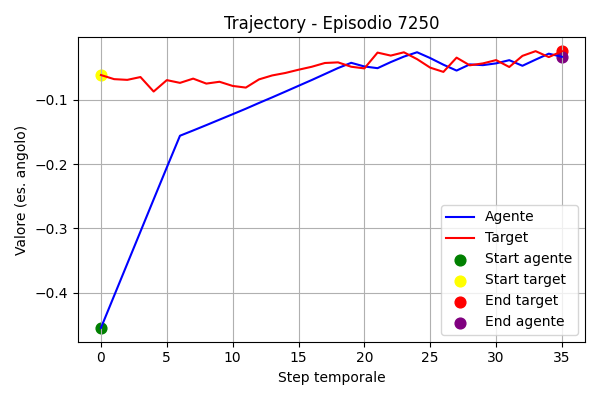 Trajectory - Episodio 7250
Valore (es. angolo)
−0.1
−0.2
−0.3
−0.4
Agente
Target
Start agente
Start target
End target
End agente
0 5 10 15 20 25 30 35
Step temporale